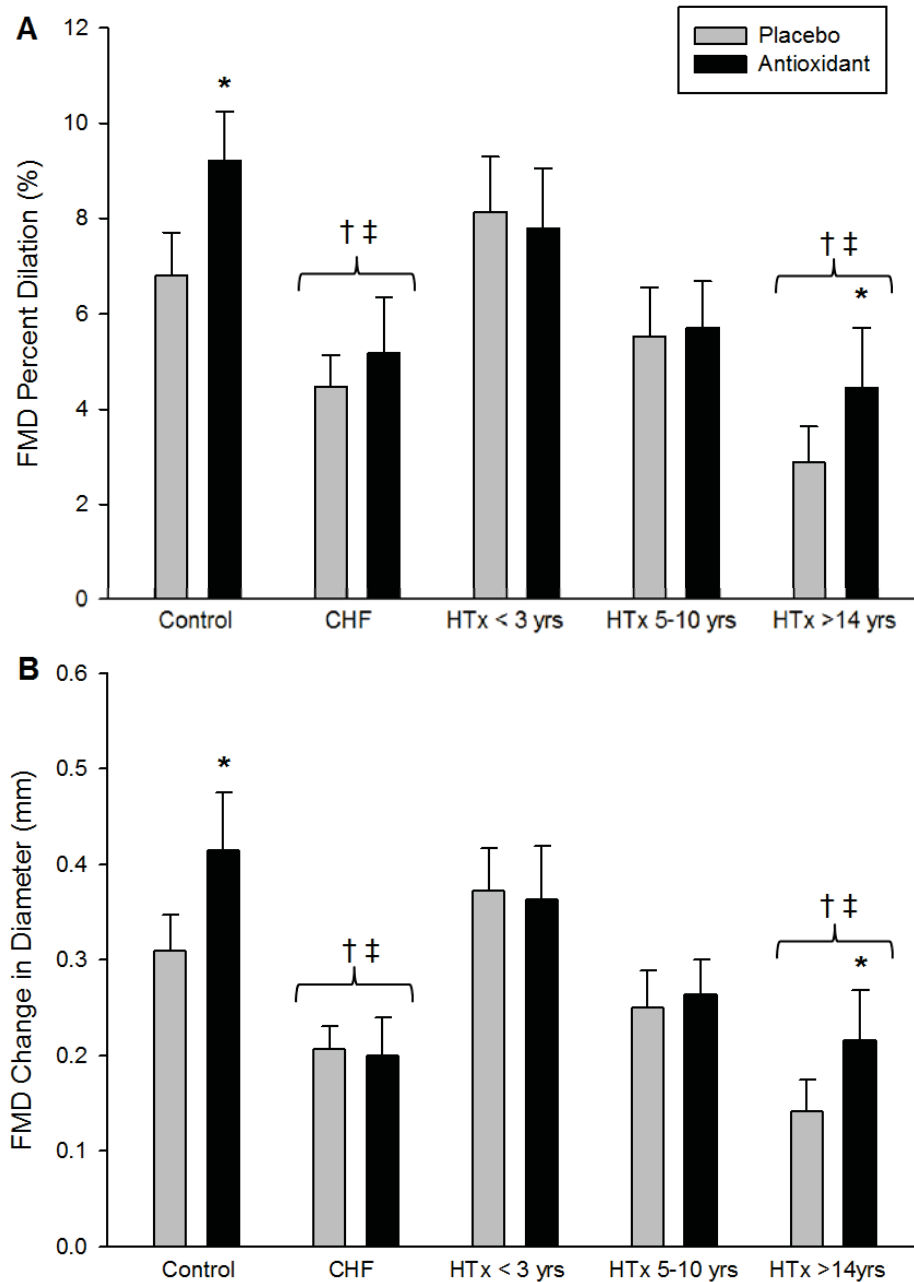 A
Placebo
Antioxidant
FMD Percent Dilation (%)
12
10
8
6
4
2
0
*
† ‡
† ‡
*
Control CHF HTx < 3 yrs HTx 5-10 yrs HTx >14 yrs
B
FMD Change in Diameter (mm)
0.6
0.5
0.4
0.3
0.2
0.1
0.0
*
† ‡
† ‡
*
Control CHF HTx < 3 yrs HTx 5-10 yrs HTx >14yrs